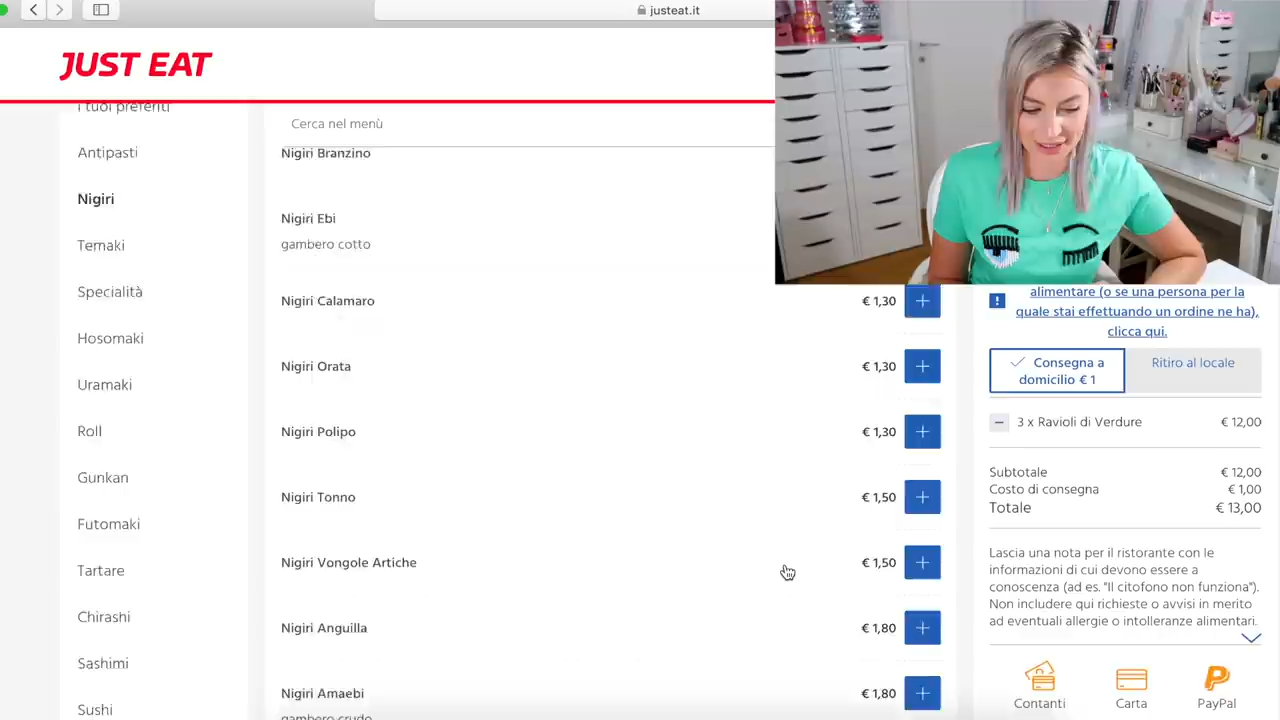 justeat.it
JUST EAT
I tuoi preferiti
Antipasti
Nigiri
Temaki
Specialità
Hosomaki
Uramaki
Roll
Gunkan
Futomaki
Tartare
Chirashi
Sashimi
Sushi
Cerca nel menù
Nigiri Branzino
Nigiri Ebi
gambero cotto
Nigiri Calamaro € 1,30
Nigiri Orata € 1,30
Nigiri Polipo € 1,30
Nigiri Tonno € 1,50
Nigiri Vongole Artiche € 1,50
Nigiri Anguilla € 1,80
Nigiri Amaebi € 1,80
gambero crudo
alimentare (o se una persona per la
quale stai effettuando un ordine ne ha),
clicca qui.
Consegna a
domicilio € 1
Ritiro al locale
3 x Ravioli di Verdure € 12,00
Subtotale € 12,00
Costo di consegna € 1,00
Totale € 13,00
Lascia una nota per il ristorante con le
informazioni di cui devono essere a
conoscenza (ad es. "Il citofono non funziona").
Non includere qui richieste o avvisi in merito
ad eventuali allergie o intolleranze alimentari.
Contanti
Carta
PayPal